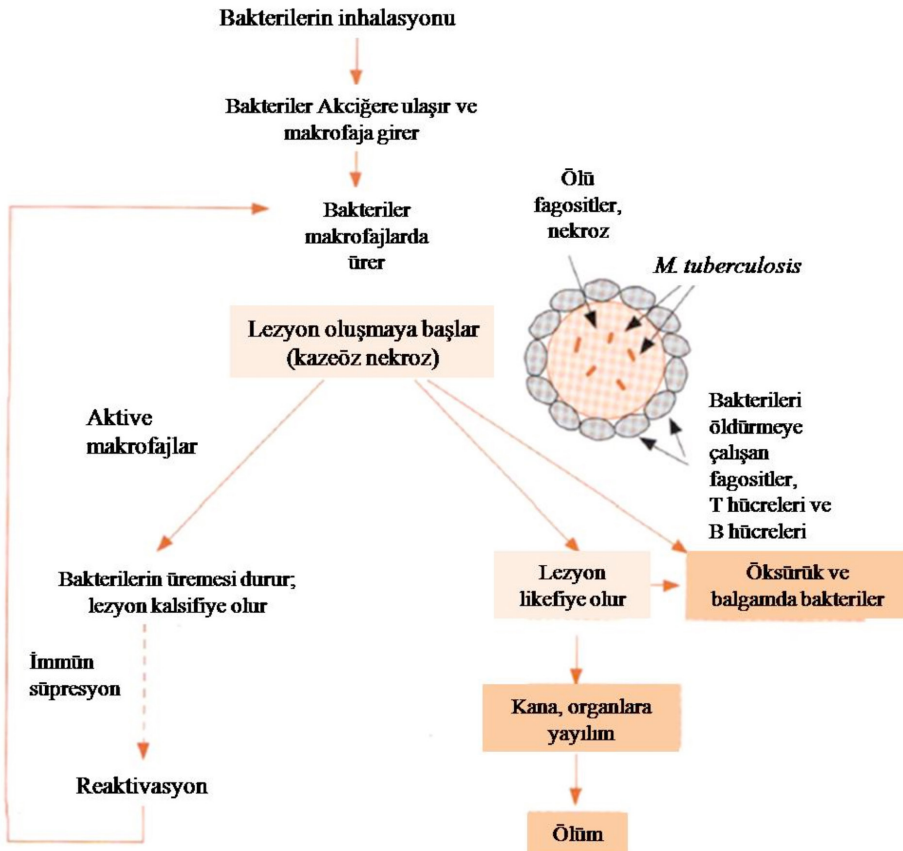 Bakterilerin inhalasyonu
Bakteriler Akciğere ulaşır ve
makrofaja girer
Bakteriler
makrofajlarda
ürer
Ölü
fagositler,
nekroz
M. tuberculosis
Lezyon oluşmaya başlar
(kazeöz nekroz)
Aktive
makrofajlar
Bakterileri
öldürmeye
çalışan
fagositler,
T hücreleri ve
B hücreleri
Bakterilerin üremesi durur;
lezyon kalsifiye olur
Lezyon
likefiye olur
Öksürük ve
balgamda bakteriler
İmmün
süpresyon
Kana, organlara
yayılım
Reaktivasyon
Ölüm